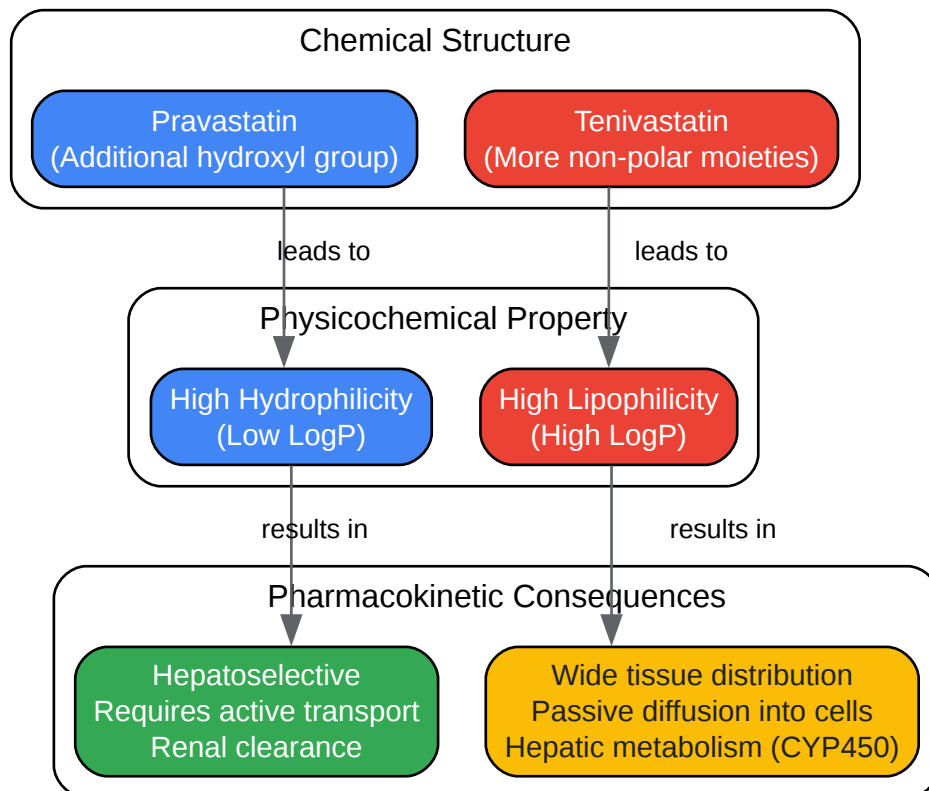 Chemical Structure
Pravastatin
(Additional hydroxyl group)
Tenivastatin
(More non-polar moieties)
leads to
leads to
Physicochemical Property
High Hydrophilicity
(Low LogP)
High Lipophilicity
(High LogP)
results in
results in
Pharmacokinetic Consequences
Hepatoselective
Requires active transport
Renal clearance
Wide tissue distribution
Passive diffusion into cells
Hepatic metabolism (CYP450)